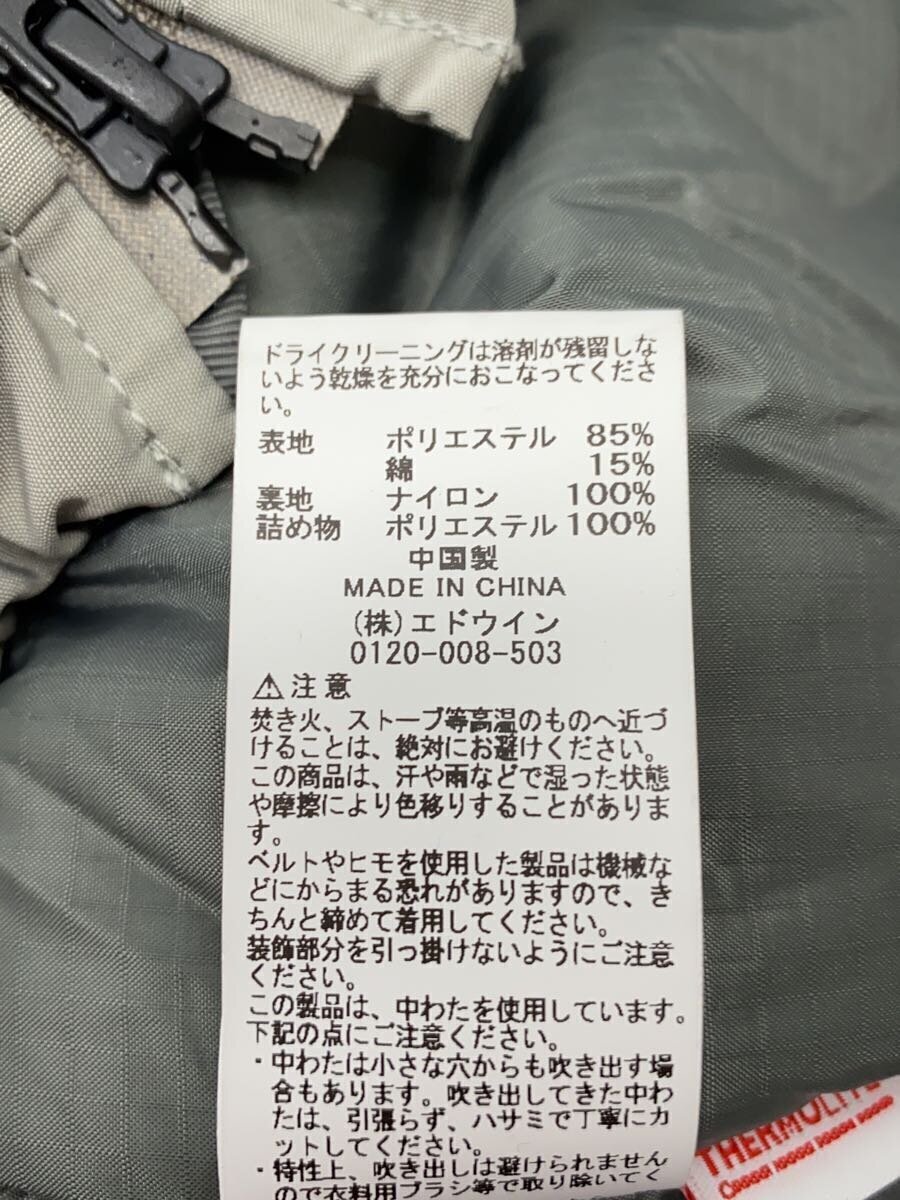 ドライクリーニングは溶剤が残留しな
いよう乾燥を充分におこなってくださ
い。
表地 ポリエステル 85%
綿 15%
裏地 ナイロン 100%
詰め物 ポリエステル 100%
中国製
MADE IN CHINA
(株)エドウイン
0120-008-503
⚠注意
焚き火、ストーブ等高温のものへ近づ
けることは、絶対にお避けください。
この商品は、汗や雨などで湿った状態
や摩擦により色移りすることがありま
す。
ベルトやヒモを使用した製品は機械な
どにからまる恐れがありますので、き
ちんと締めて着用してください。
装飾部分を引っ掛けないようにご注意
ください。
この製品は、中わたを使用しています。
下記の点にご注意ください。
・中わたは小さな穴からも吹き出す場
合もあります。吹き出してきた中わ
たは、引張らず、ハサミで丁寧にカ
ットしてください。
・特性上、吹き出しは避けられません
ので衣料用ブラシ等で取り除いてく
THERMOLITE